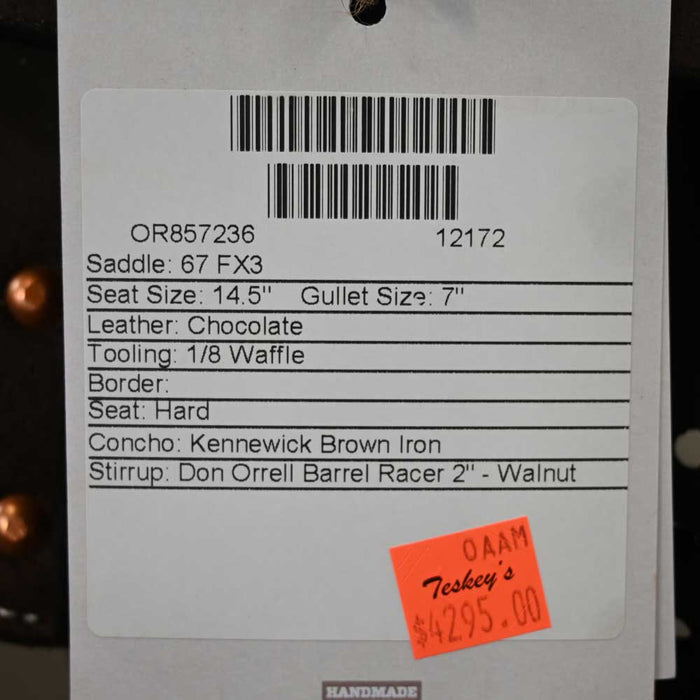 OR857236 12172
Saddle: 67 FX3
Seat Size: 14.5" Gullet Size: 7"
Leather: Chocolate
Tooling: 1/8 Waffle
Border:
Seat: Hard
Concho: Kennewick Brown Iron
Stirrup: Don Orrell Barrel Racer 2" - Walnut
OAAM
Teskey's
$4295.00
HANDMADE